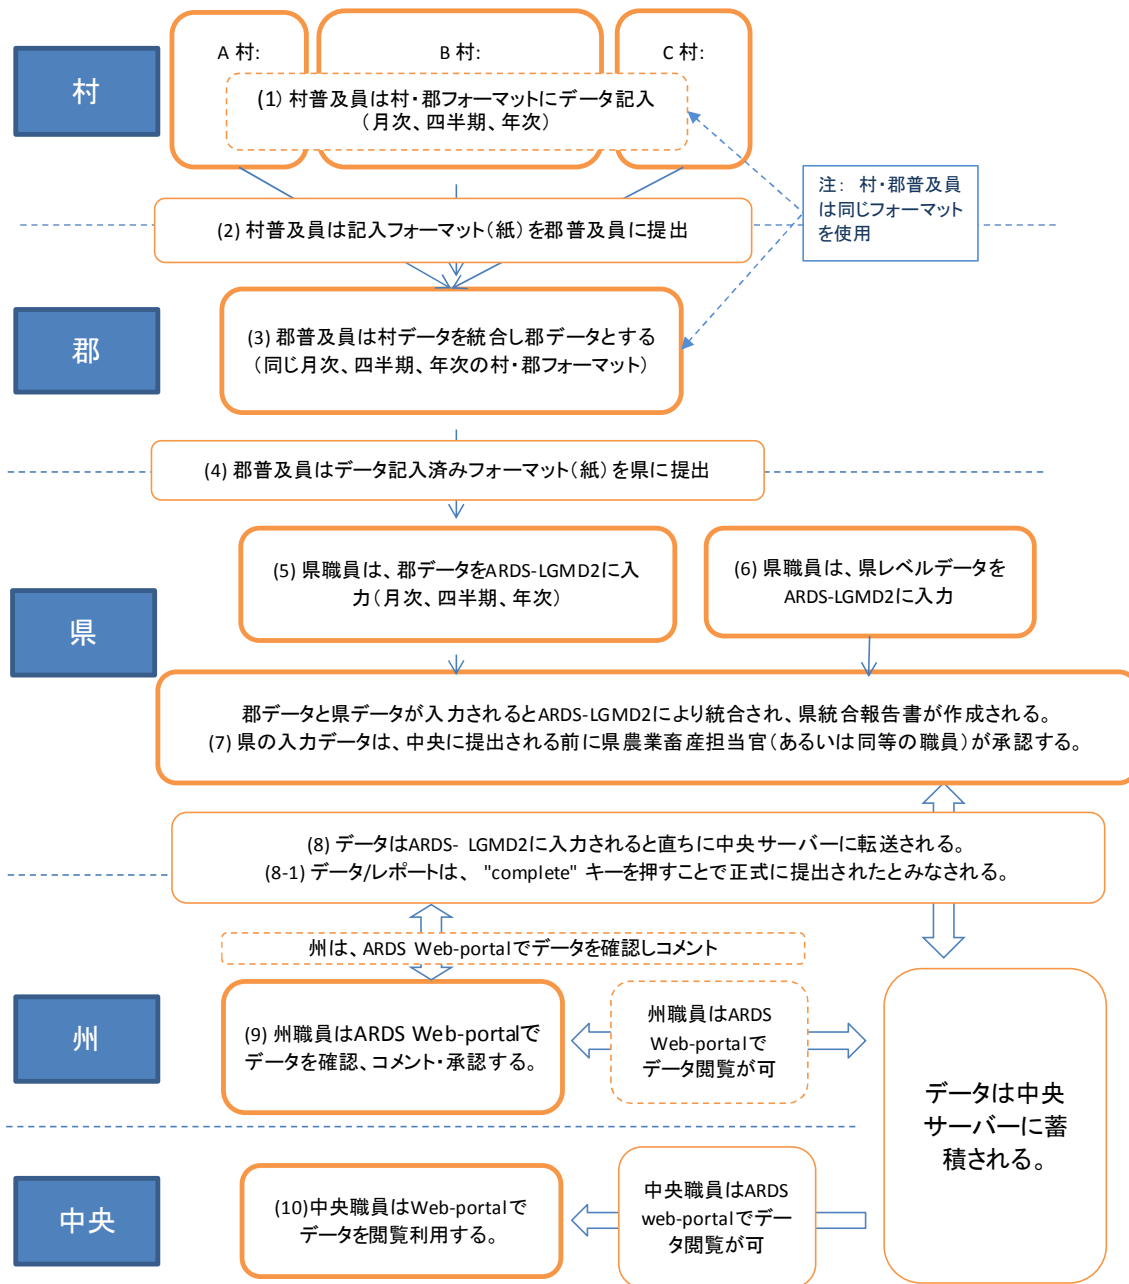 村
A 村:
B 村:
C 村:
(1) 村普及員は村・郡フォーマットにデータ記入
(月次、四半期、年次)
注: 村・郡普及員
は同じフォーマット
を使用
(2) 村普及員は記入フォーマット(紙)を郡普及員に提出
郡
(3) 郡普及員は村データを統合し郡データとする
(同じ月次、四半期、年次の村・郡フォーマット)
(4) 郡普及員はデータ記入済みフォーマット(紙)を県に提出
県
(5) 県職員は、郡データをARDS-LGMD2に入
力(月次、四半期、年次)
(6) 県職員は、県レベルデータを
ARDS-LGMD2に入力
郡データと県データが入力されるとARDS-LGMD2により統合され、県統合報告書が作成される。
(7) 県の入力データは、中央に提出される前に県農業畜産担当官(あるいは同等の職員)が承認する。
(8) データはARDS- LGMD2に入力されると直ちに中央サーバーに転送される。
(8-1) データ/レポートは、 "complete" キーを押すことで正式に提出されたとみなされる。
州は、ARDS Web-portalでデータを確認しコメント
州
(9) 州職員はARDS Web-portalで
データを確認、コメント・承認する。
州職員はARDS
Web-portalで
データ閲覧が可
データは中央
サーバーに蓄
積される。
中央
(10)中央職員はWeb-portalで
データを閲覧利用する。
中央職員はARDS
web-portalでデー
タ閲覧が可